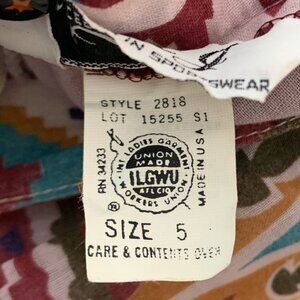 IN SPORTSWEAR
STYLE 2818
LOT 15255 S1
RN 34233
INT LADIES GARMENT
WORKERS UNION
UNION
MADE
ILGWU
AFL CIO
®
MADE IN USA
SIZE 5
CARE & CONTENTS OVER